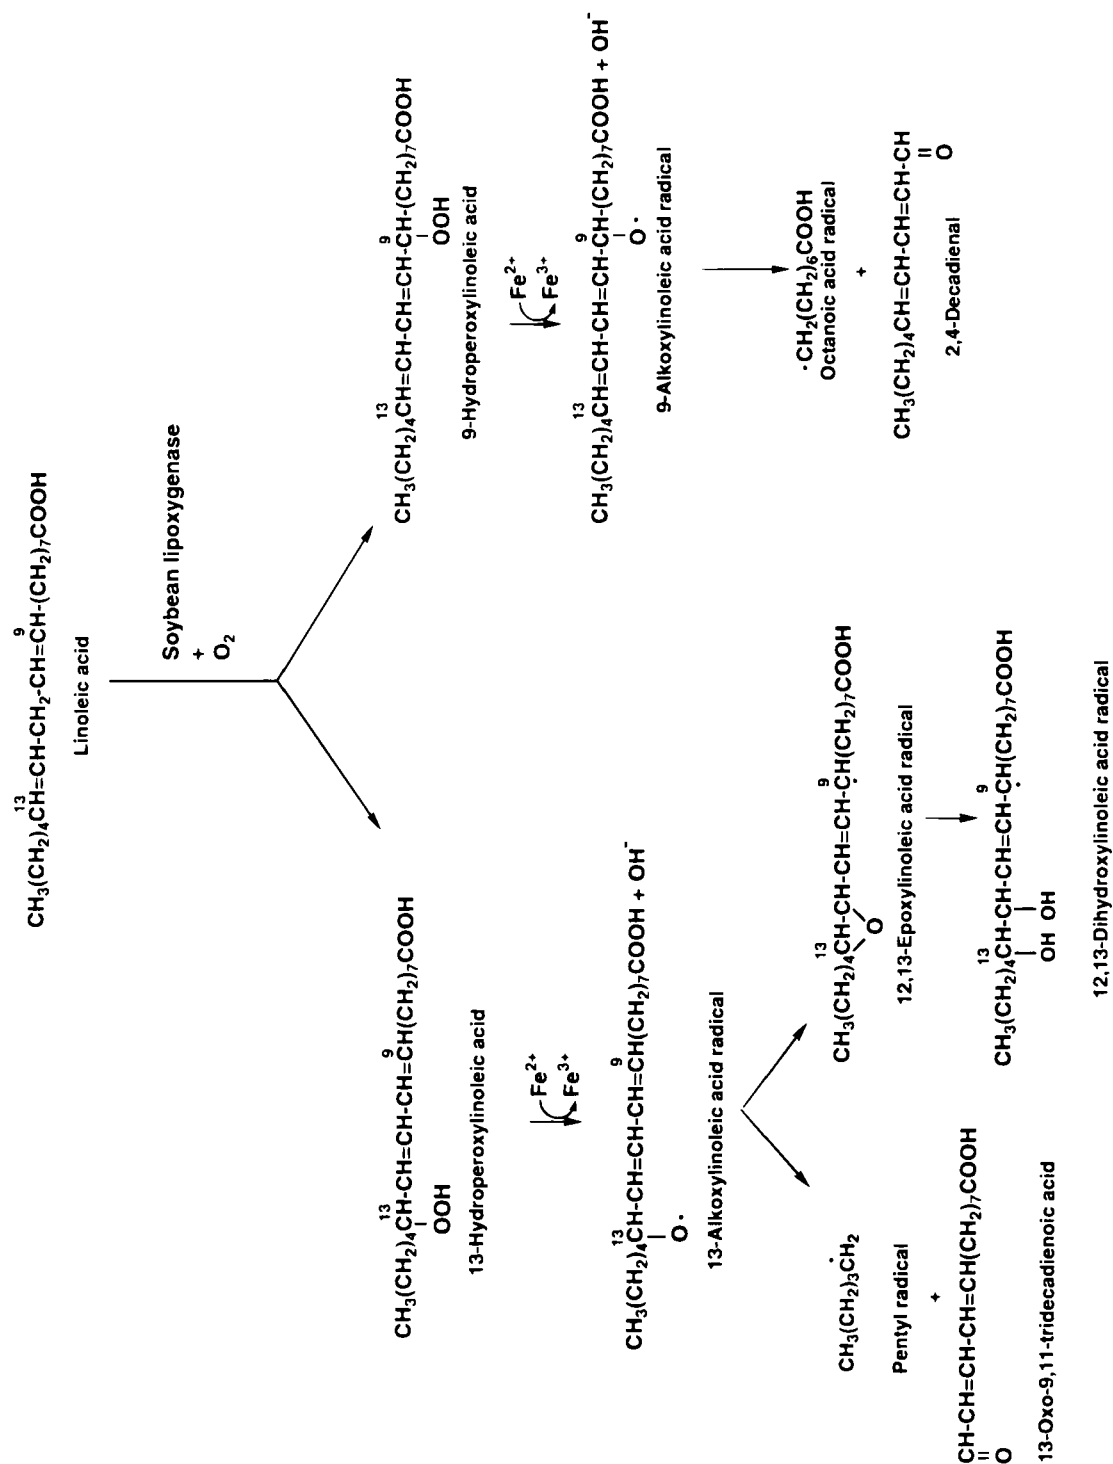 CH₃(CH₂)₄CH=CH-CH₂-CH=CH-(CH₂)₇COOH
13
9
Linoleic acid
Soybean lipoxygenase
+ O₂
CH₃(CH₂)₄CH-CH=CH-CH=CH(CH₂)₇COOH
13
9
OOH
13-Hydroperoxylinoleic acid
Fe²⁺
Fe³⁺
CH₃(CH₂)₄CH-CH=CH-CH=CH(CH₂)₇COOH + OH⁻
13
9
O·
13-Alkoxylinoleic acid radical
CH₃(CH₂)₃ĊH₂
Pentyl radical
+
CH-CH=CH-CH=CH(CH₂)₇COOH
O
13-Oxo-9,11-tridecadienoic acid
CH₃(CH₂)₄CH-CH-CH=CH-ĊH(CH₂)₇COOH
13
9
O
12,13-Epoxylinoleic acid radical
CH₃(CH₂)₄CH-CH-CH=CH-ĊH(CH₂)₇COOH
13
9
OH OH
12,13-Dihydroxylinoleic acid radical
CH₃(CH₂)₄CH=CH-CH=CH-CH-(CH₂)₇COOH
13
9
OOH
9-Hydroperoxylinoleic acid
Fe²⁺
Fe³⁺
CH₃(CH₂)₄CH=CH-CH=CH-CH-(CH₂)₇COOH + OH⁻
13
9
O·
9-Alkoxylinoleic acid radical
·CH₂(CH₂)₆COOH
Octanoic acid radical
+
CH₃(CH₂)₄CH=CH-CH=CH-CH
O
2,4-Decadienal